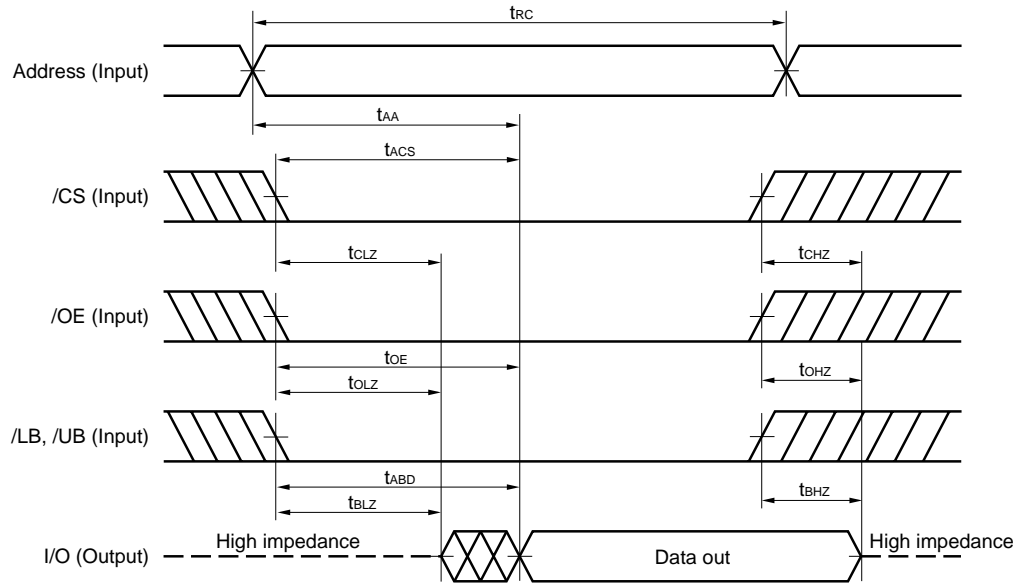 tRC
Address (Input)
tAA
tACS
/CS (Input)
tCLZ
tCHZ
/OE (Input)
tOE
tOLZ
tOHZ
/LB, /UB (Input)
tABD
tBLZ
tBHZ
I/O (Output)
High impedance
Data out
High impedance